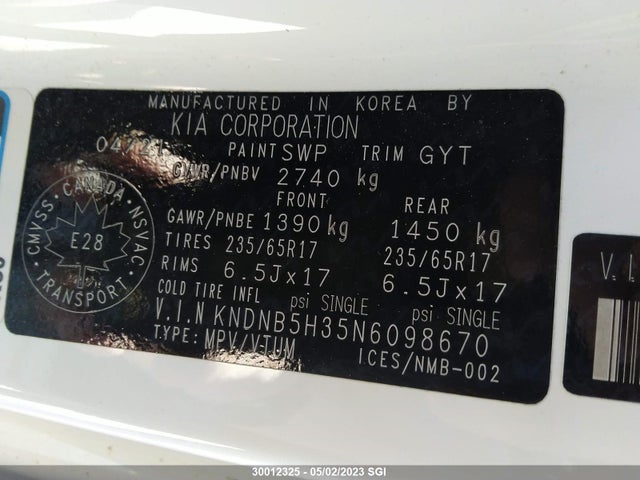 MANUFACTURED IN KOREA BY
KIA CORPORATION
04/21 PAINT SWP TRIM GYT
GVWR/PNBV 2740 kg
FRONT REAR
GAWR/PNBE 1390 kg 1450 kg
TIRES 235/65R17 235/65R17
RIMS 6.5Jx17 6.5Jx17
COLD TIRE INFL psi SINGLE psi SINGLE
V.I.N KNDNB5H35N6098670
TYPE: MPV/VTUM ICES/NMB-002
CMVSS · CANADA · NSVAC
E28
TRANSPORT
V.I.
30012325 - 05/02/2023 SGI